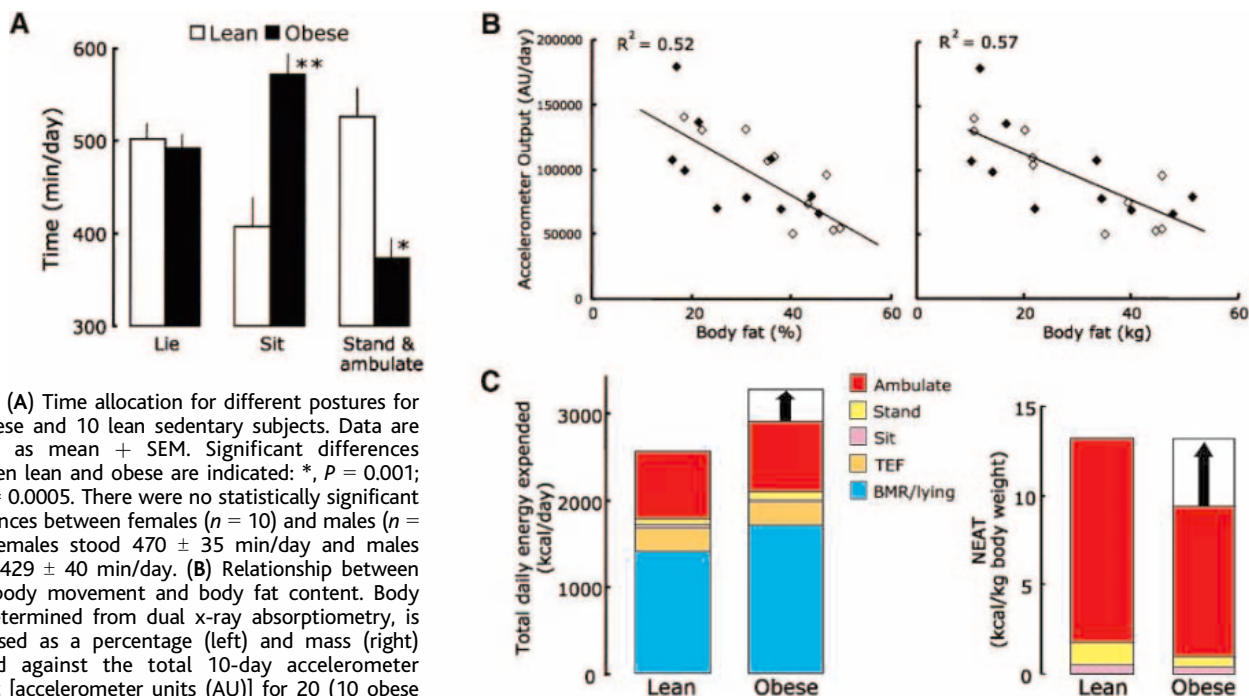 A
Lean Obese
Time (min/day)
600
500
400
300
**
*
Lie
Sit
Stand &
ambulate
B
Accelerometer Output (AU/day)
200000
150000
100000
50000
0
R² = 0.52
0
20
40
60
Body fat (%)
R² = 0.57
0
20
40
60
Body fat (kg)
(A) Time allocation for different postures for
ese and 10 lean sedentary subjects. Data are
as mean + SEM. Significant differences
en lean and obese are indicated: *, P = 0.001;
= 0.0005. There were no statistically significant
ences between females (n = 10) and males (n =
emales stood 470 ± 35 min/day and males
429 ± 40 min/day. (B) Relationship between
body movement and body fat content. Body
etermined from dual x-ray absorptiometry, is
sed as a percentage (left) and mass (right)
d against the total 10-day accelerometer
t [accelerometer units (AU)] for 20 (10 obese
C
Total daily energy expended
(kcal/day)
3000
2000
1000
0
Lean
Obese
Ambulate
Stand
Sit
TEF
BMR/lying
NEAT
(kcal/kg body weight)
15
10
5
0
Lean
Obese